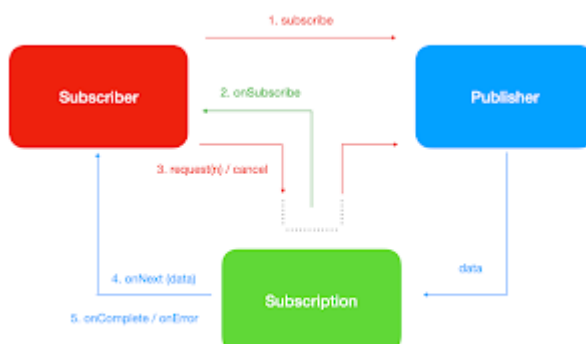 1. subscribe
Subscriber
Publisher
2. onSubscribe
3. request(n) / cancel
4. onNext (data)
data
Subscription
5. onComplete / onError